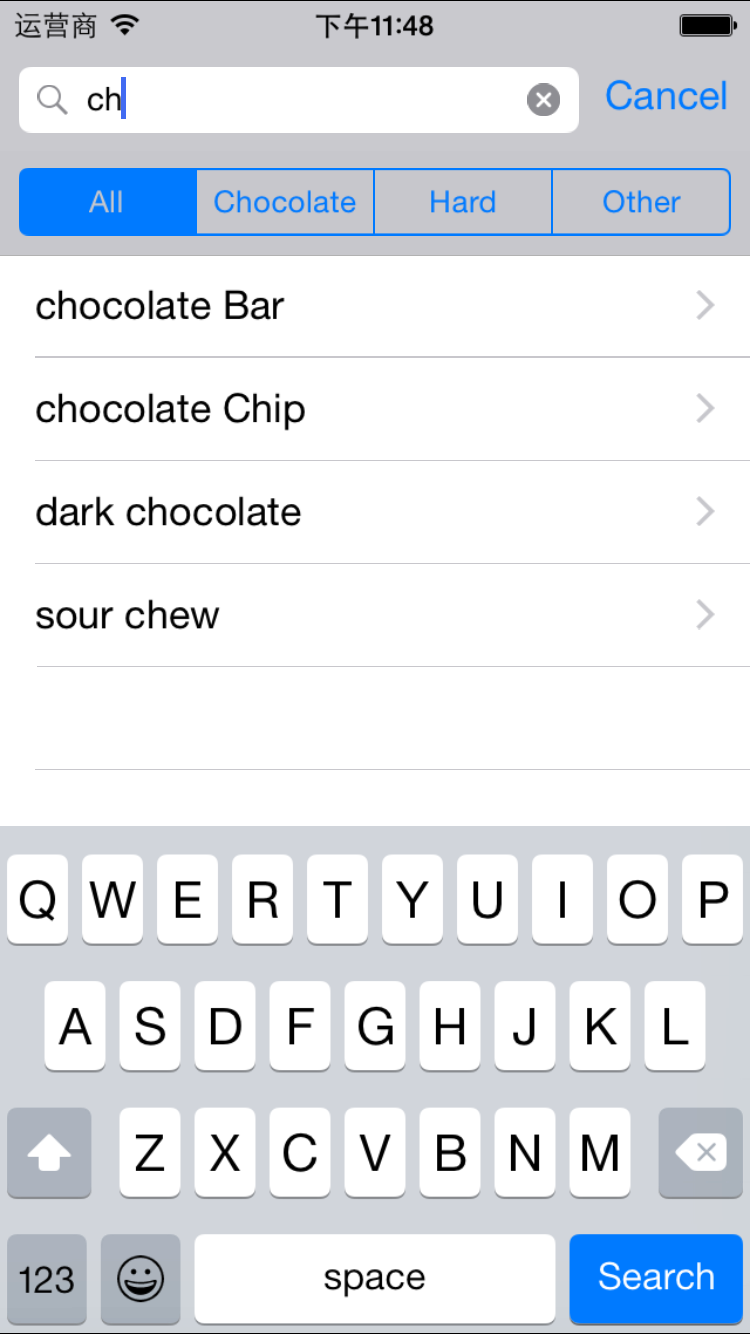 运营商 下午11:48
ch Cancel
All Chocolate Hard Other
chocolate Bar
chocolate Chip
dark chocolate
sour chew
Q W E R T Y U I O P
A S D F G H J K L
Z X C V B N M
123 space Search